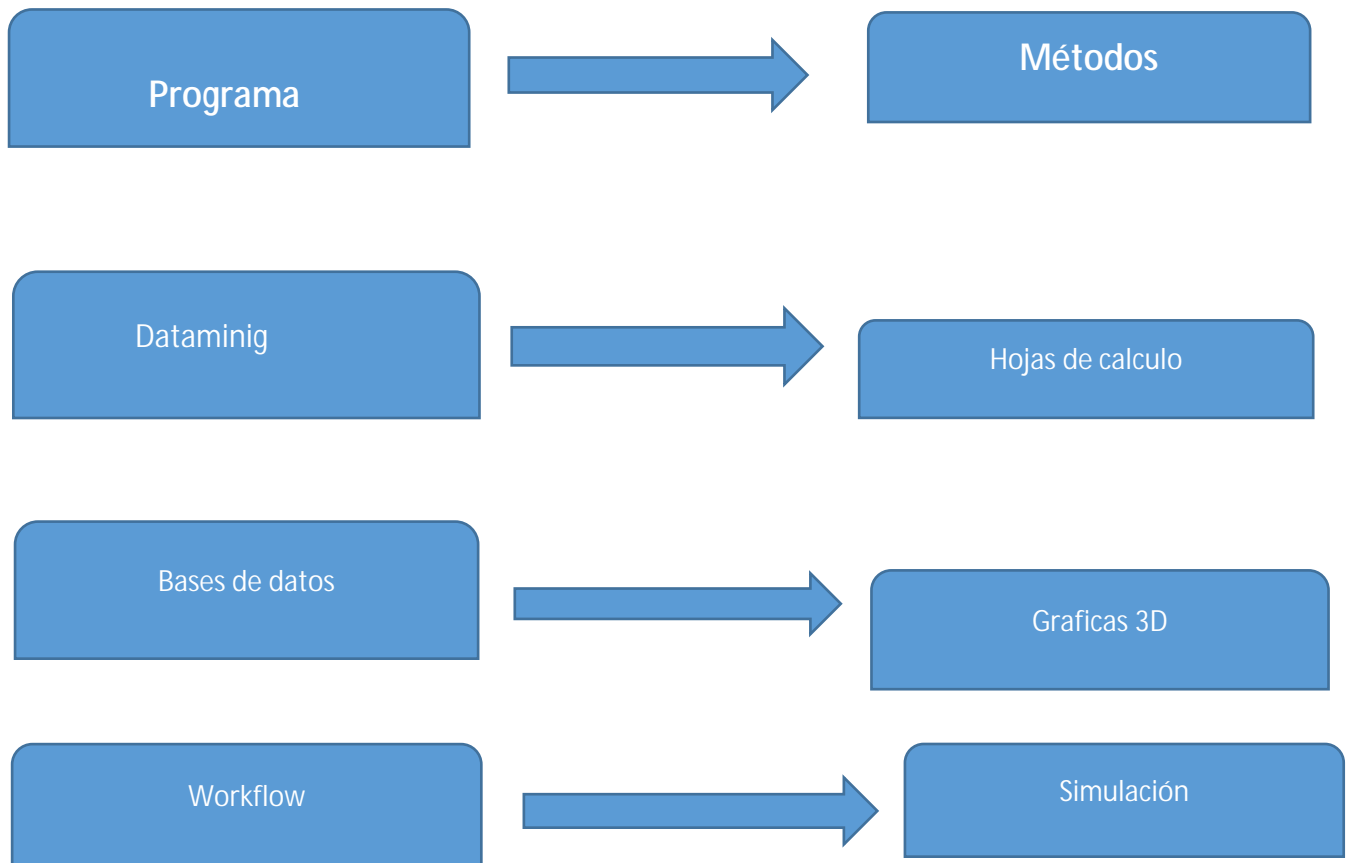 Programa
Métodos
Dataminig
Hojas de calculo
Bases de datos
Graficas 3D
Workflow
Simulación